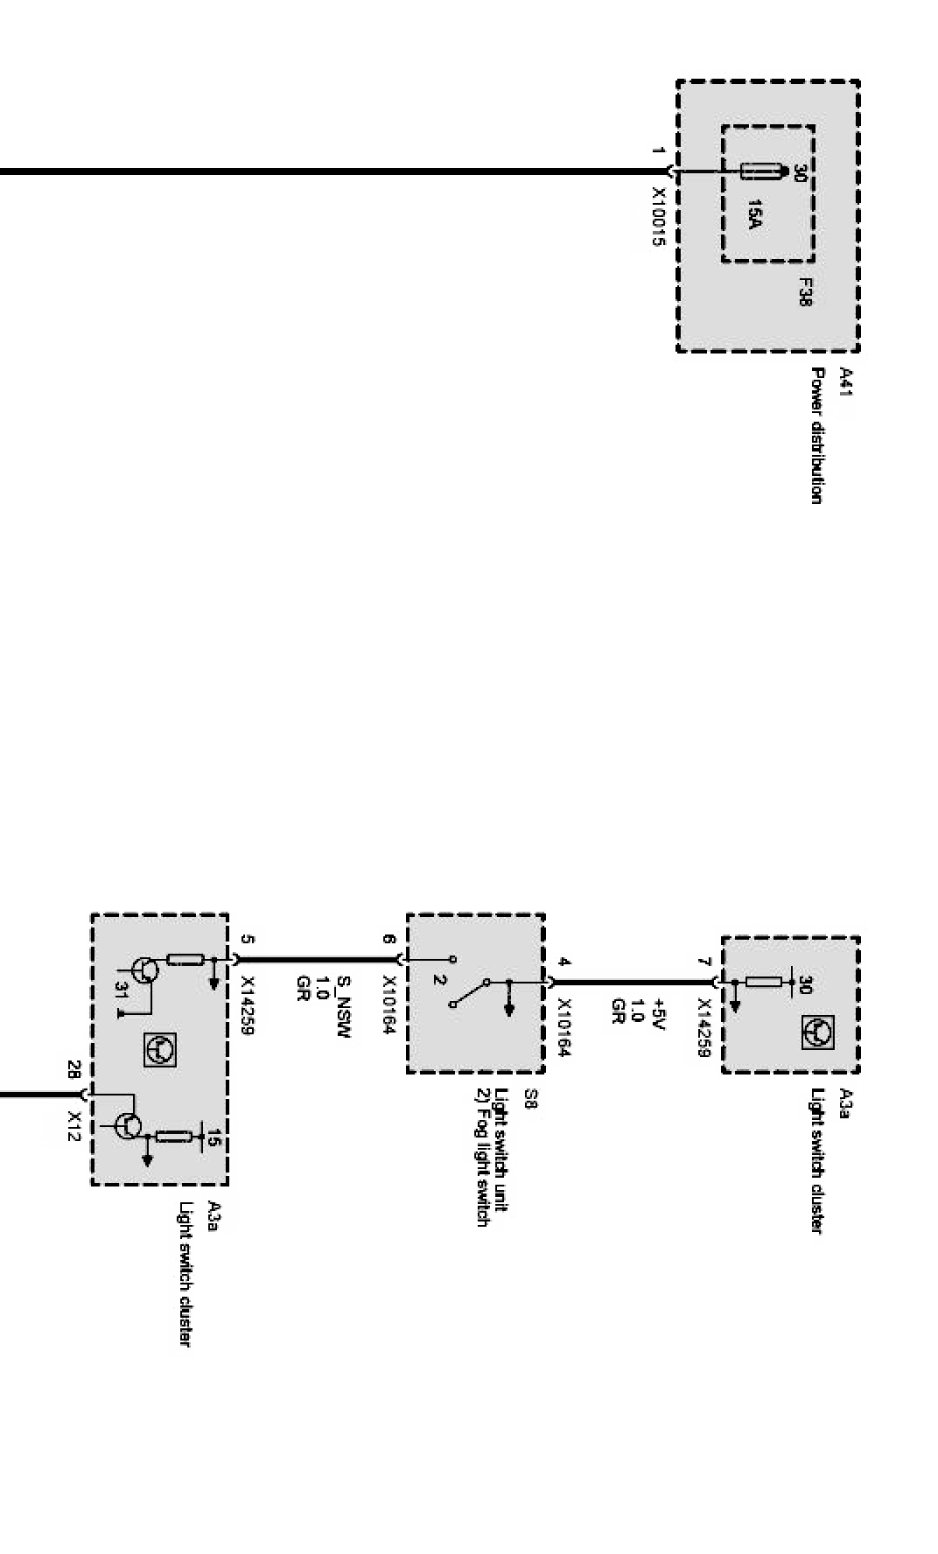 A41
Power distribution
F38
30
15A
1
X10015
A3a
Light switch cluster
30
7
X14259
+5V
1.0
GR
4
X10164
S8
Light switch unit
2) Fog light switch
2
6
X10164
S_NSW
1.0
GR
5
X14259
A3a
Light switch cluster
31
15
28
X12